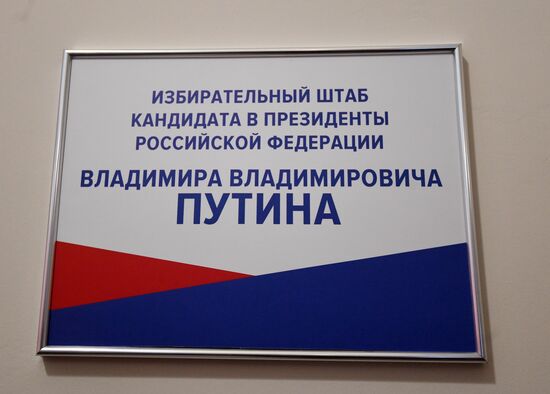 ИЗБИРАТЕЛЬНЫЙ ШТАБ
КАНДИДАТА В ПРЕЗИДЕНТЫ
РОССИЙСКОЙ ФЕДЕРАЦИИ
ВЛАДИМИРА ВЛАДИМИРОВИЧА
ПУТИНА